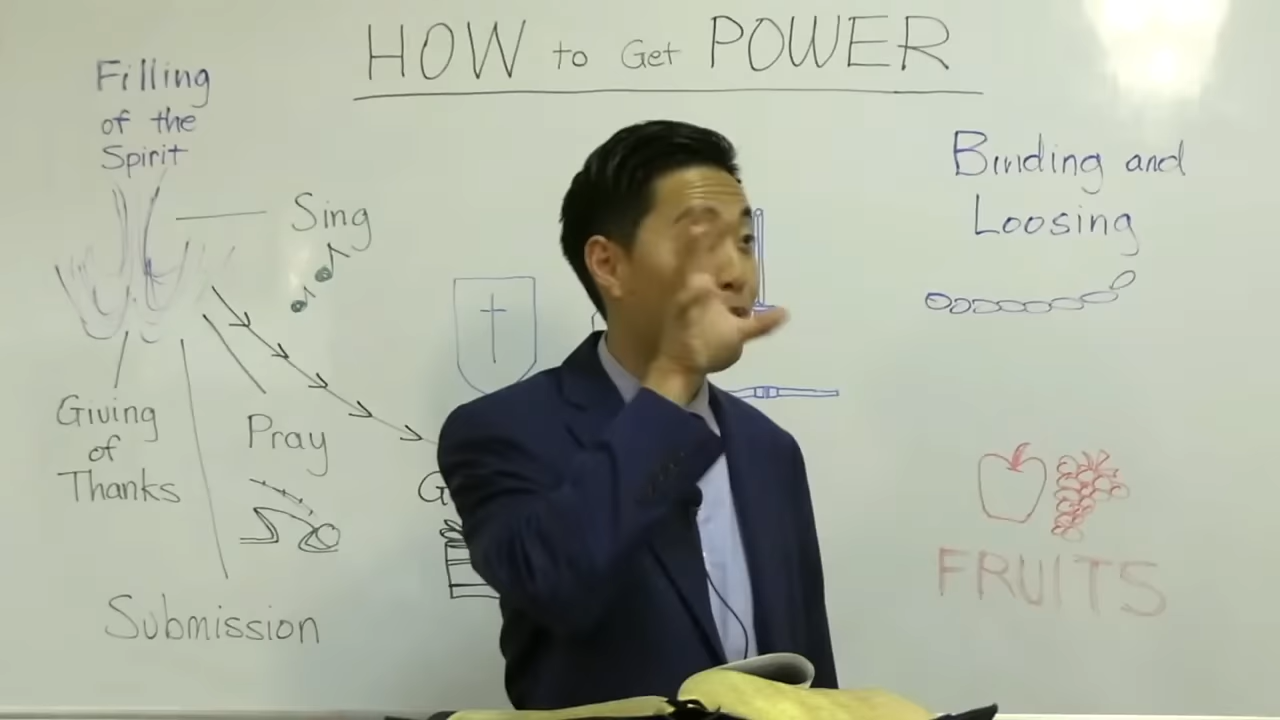 HOW to Get POWER
Filling
of the
Spirit
Sing
Giving
of
Thanks
Pray
Submission
Binding and
Loosing
FRUITS